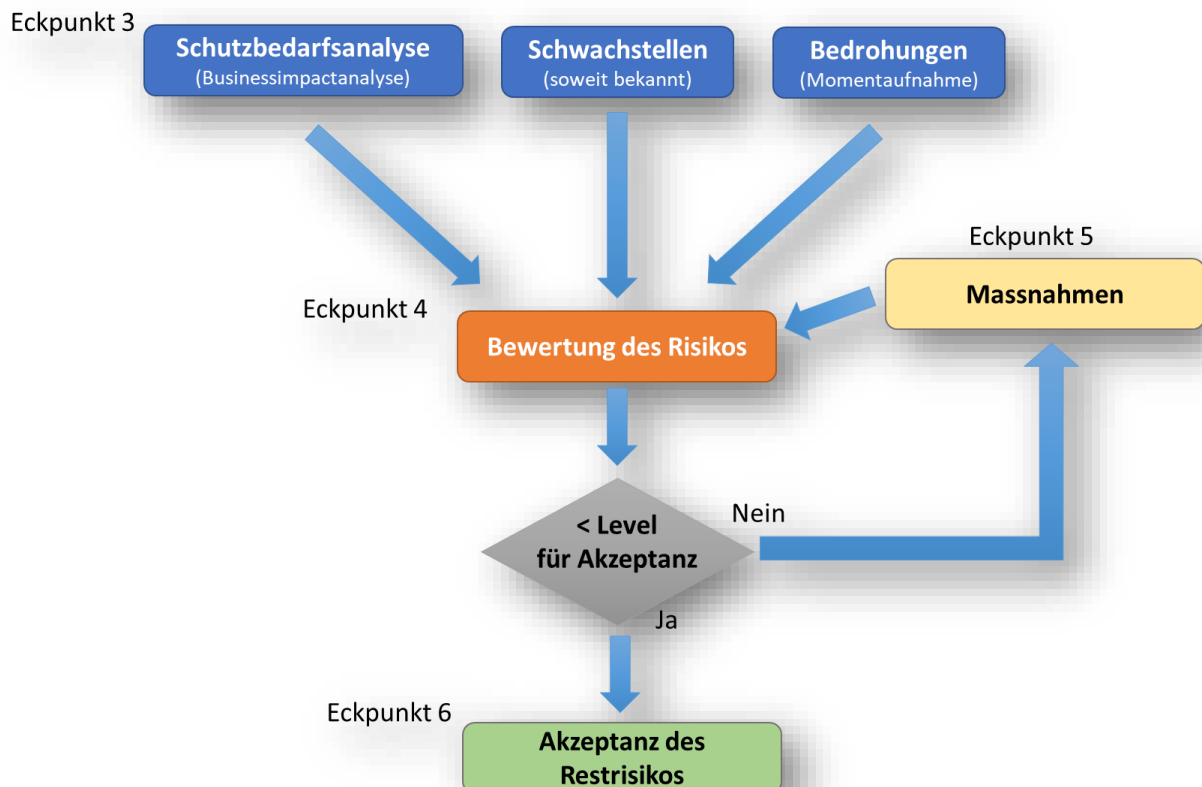 Eckpunkt 3
Schutzbedarfsanalyse
(Businessimpactanalyse)
Schwachstellen
(soweit bekannt)
Bedrohungen
(Momentaufnahme)
Eckpunkt 5
Massnahmen
Eckpunkt 4
Bewertung des Risikos
< Level
für Akzeptanz
Nein
Ja
Eckpunkt 6
Akzeptanz des
Restrisikos